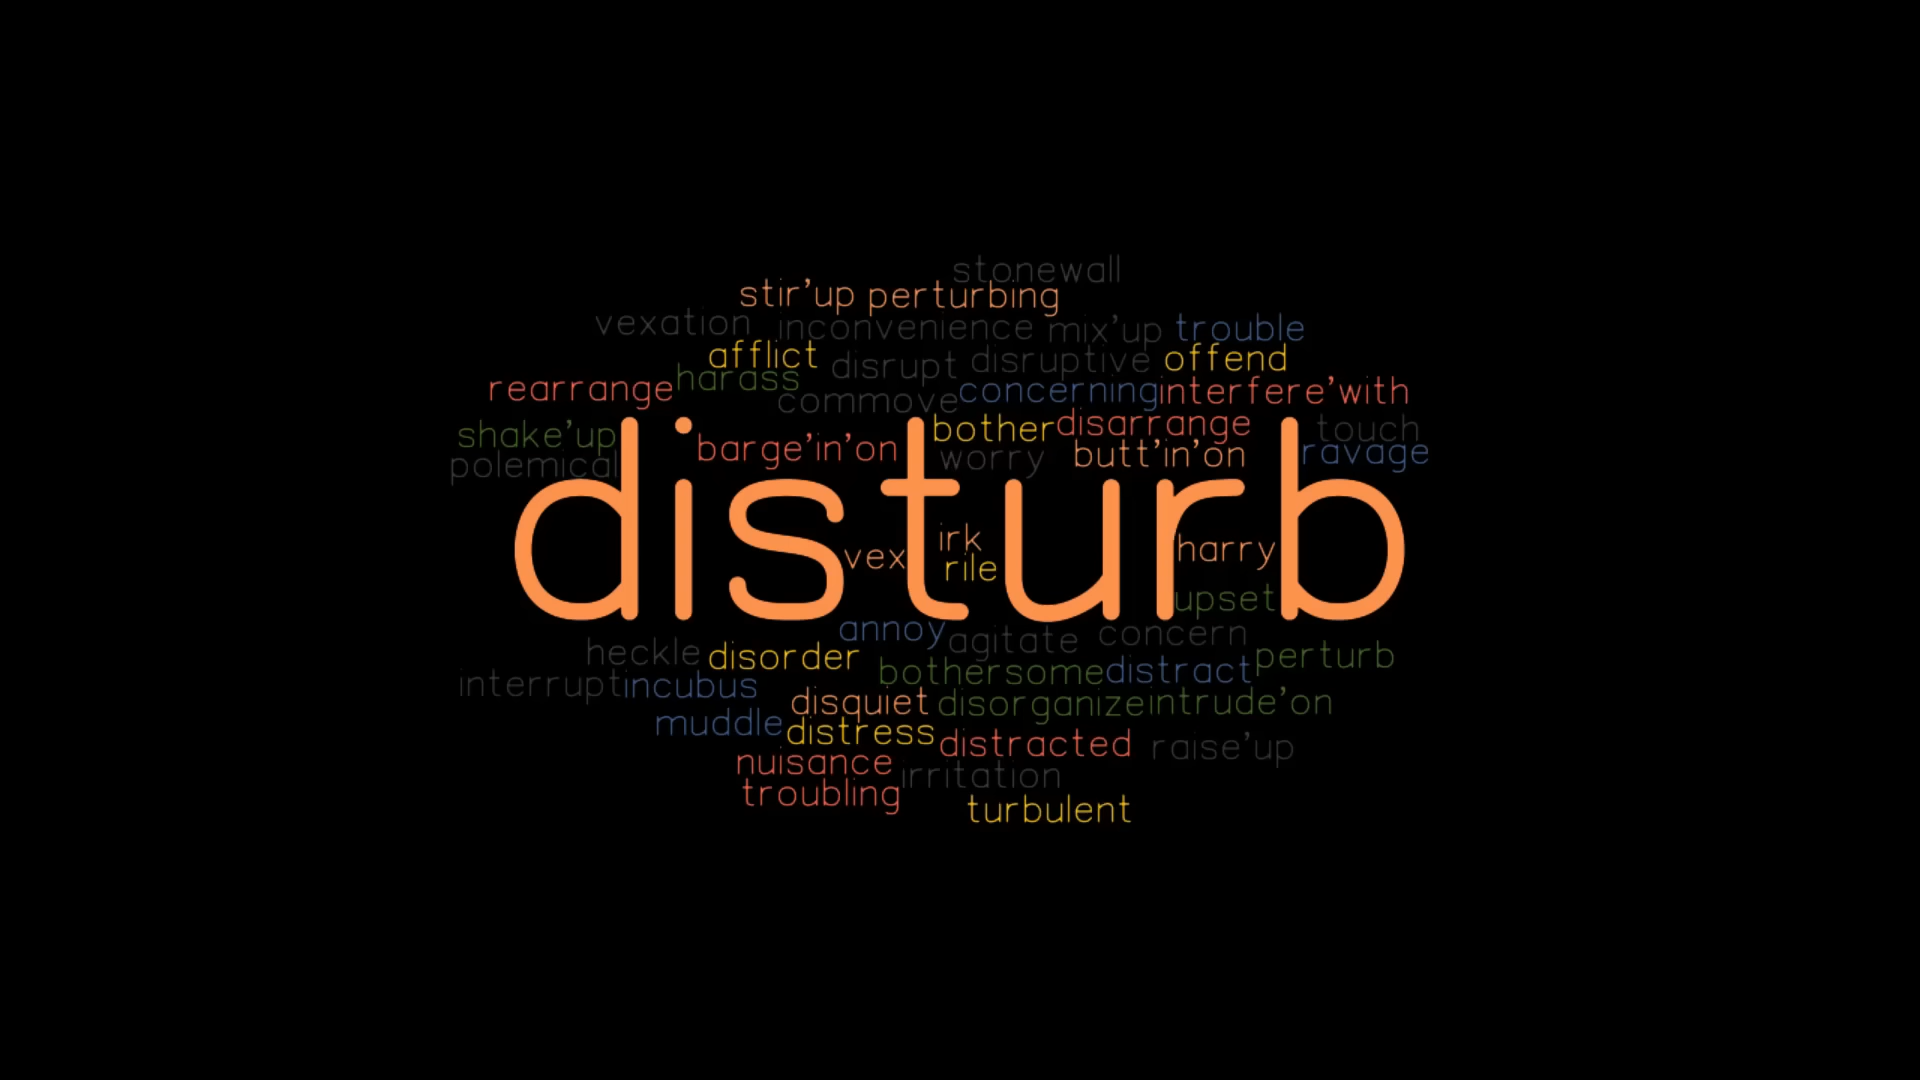 stonewall
stir'up perturbing
vexation inconvenience mix'up trouble
afflict disrupt disruptive offend
rearrange harass commove concerning interfere'with
shake'up barge'in'on bother disarrange touch
polemical worry butt'in'on ravage
disturb
vex irk harry
rile
upset
annoy agitate concern
heckle disorder bothersome distract perturb
interrupt incubus disquiet disorganize intrude'on
muddle distress distracted raise'up
nuisance irritation
troubling turbulent